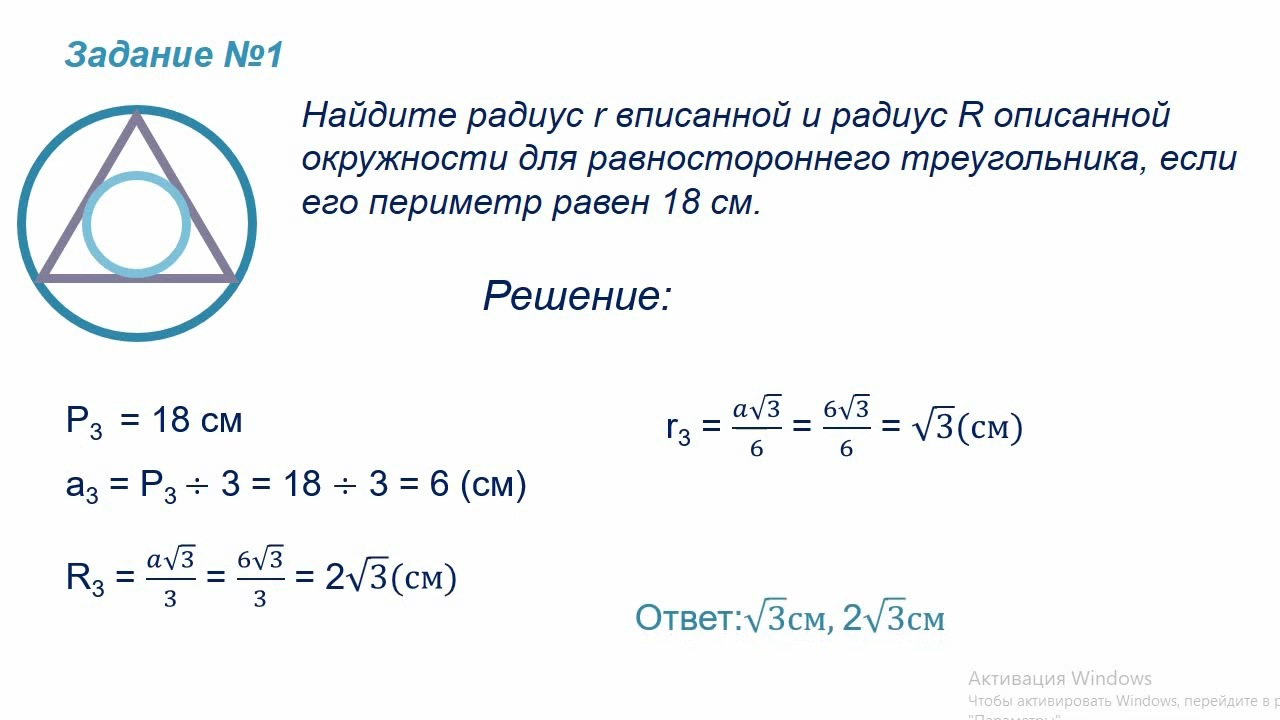 Задание №1
Найдите радиус r вписанной и радиус R описанной
окружности для равностороннего треугольника, если
его периметр равен 18 см.
Решение:
P₃ = 18 см
a₃ = P₃ ÷ 3 = 18 ÷ 3 = 6 (см)
R₃ = a√3/3 = 6√3/3 = 2√3(см)
r₃ = a√3/6 = 6√3/6 = √3(см)
Ответ:√3см, 2√3см
Активация Windows
Чтобы активировать Windows, перейдите в р
"Параметры"